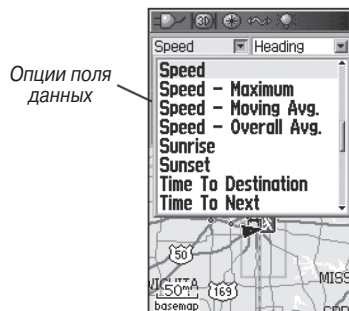 3D
Speed Heading
Опции поля
данных
Speed
Speed – Maximum
Speed – Moving Avg.
Speed – Overall Avg.
Sunrise
Sunset
Time To Destination
Time To Next
50
MISS
50m
169
basemap